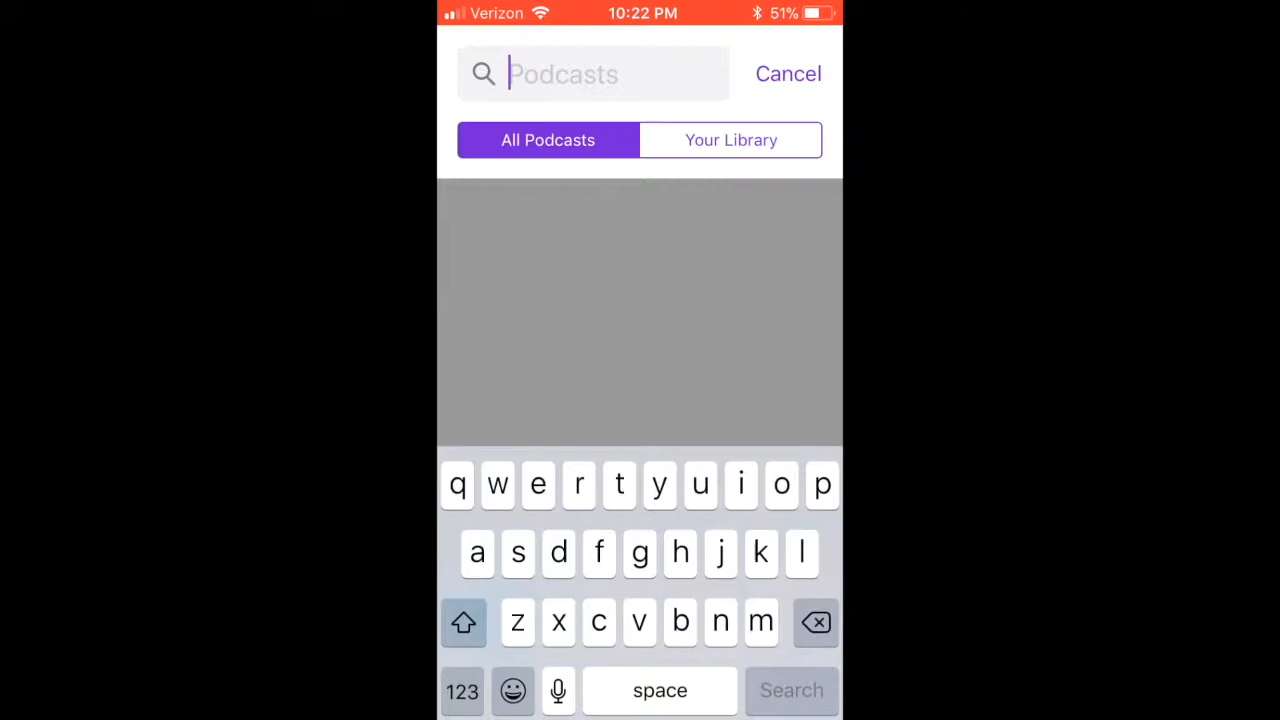 Verizon 10:22 PM 51%
Podcasts Cancel
All Podcasts Your Library
q w e r t y u i o p
a s d f g h j k l
z x c v b n m
123 space Search